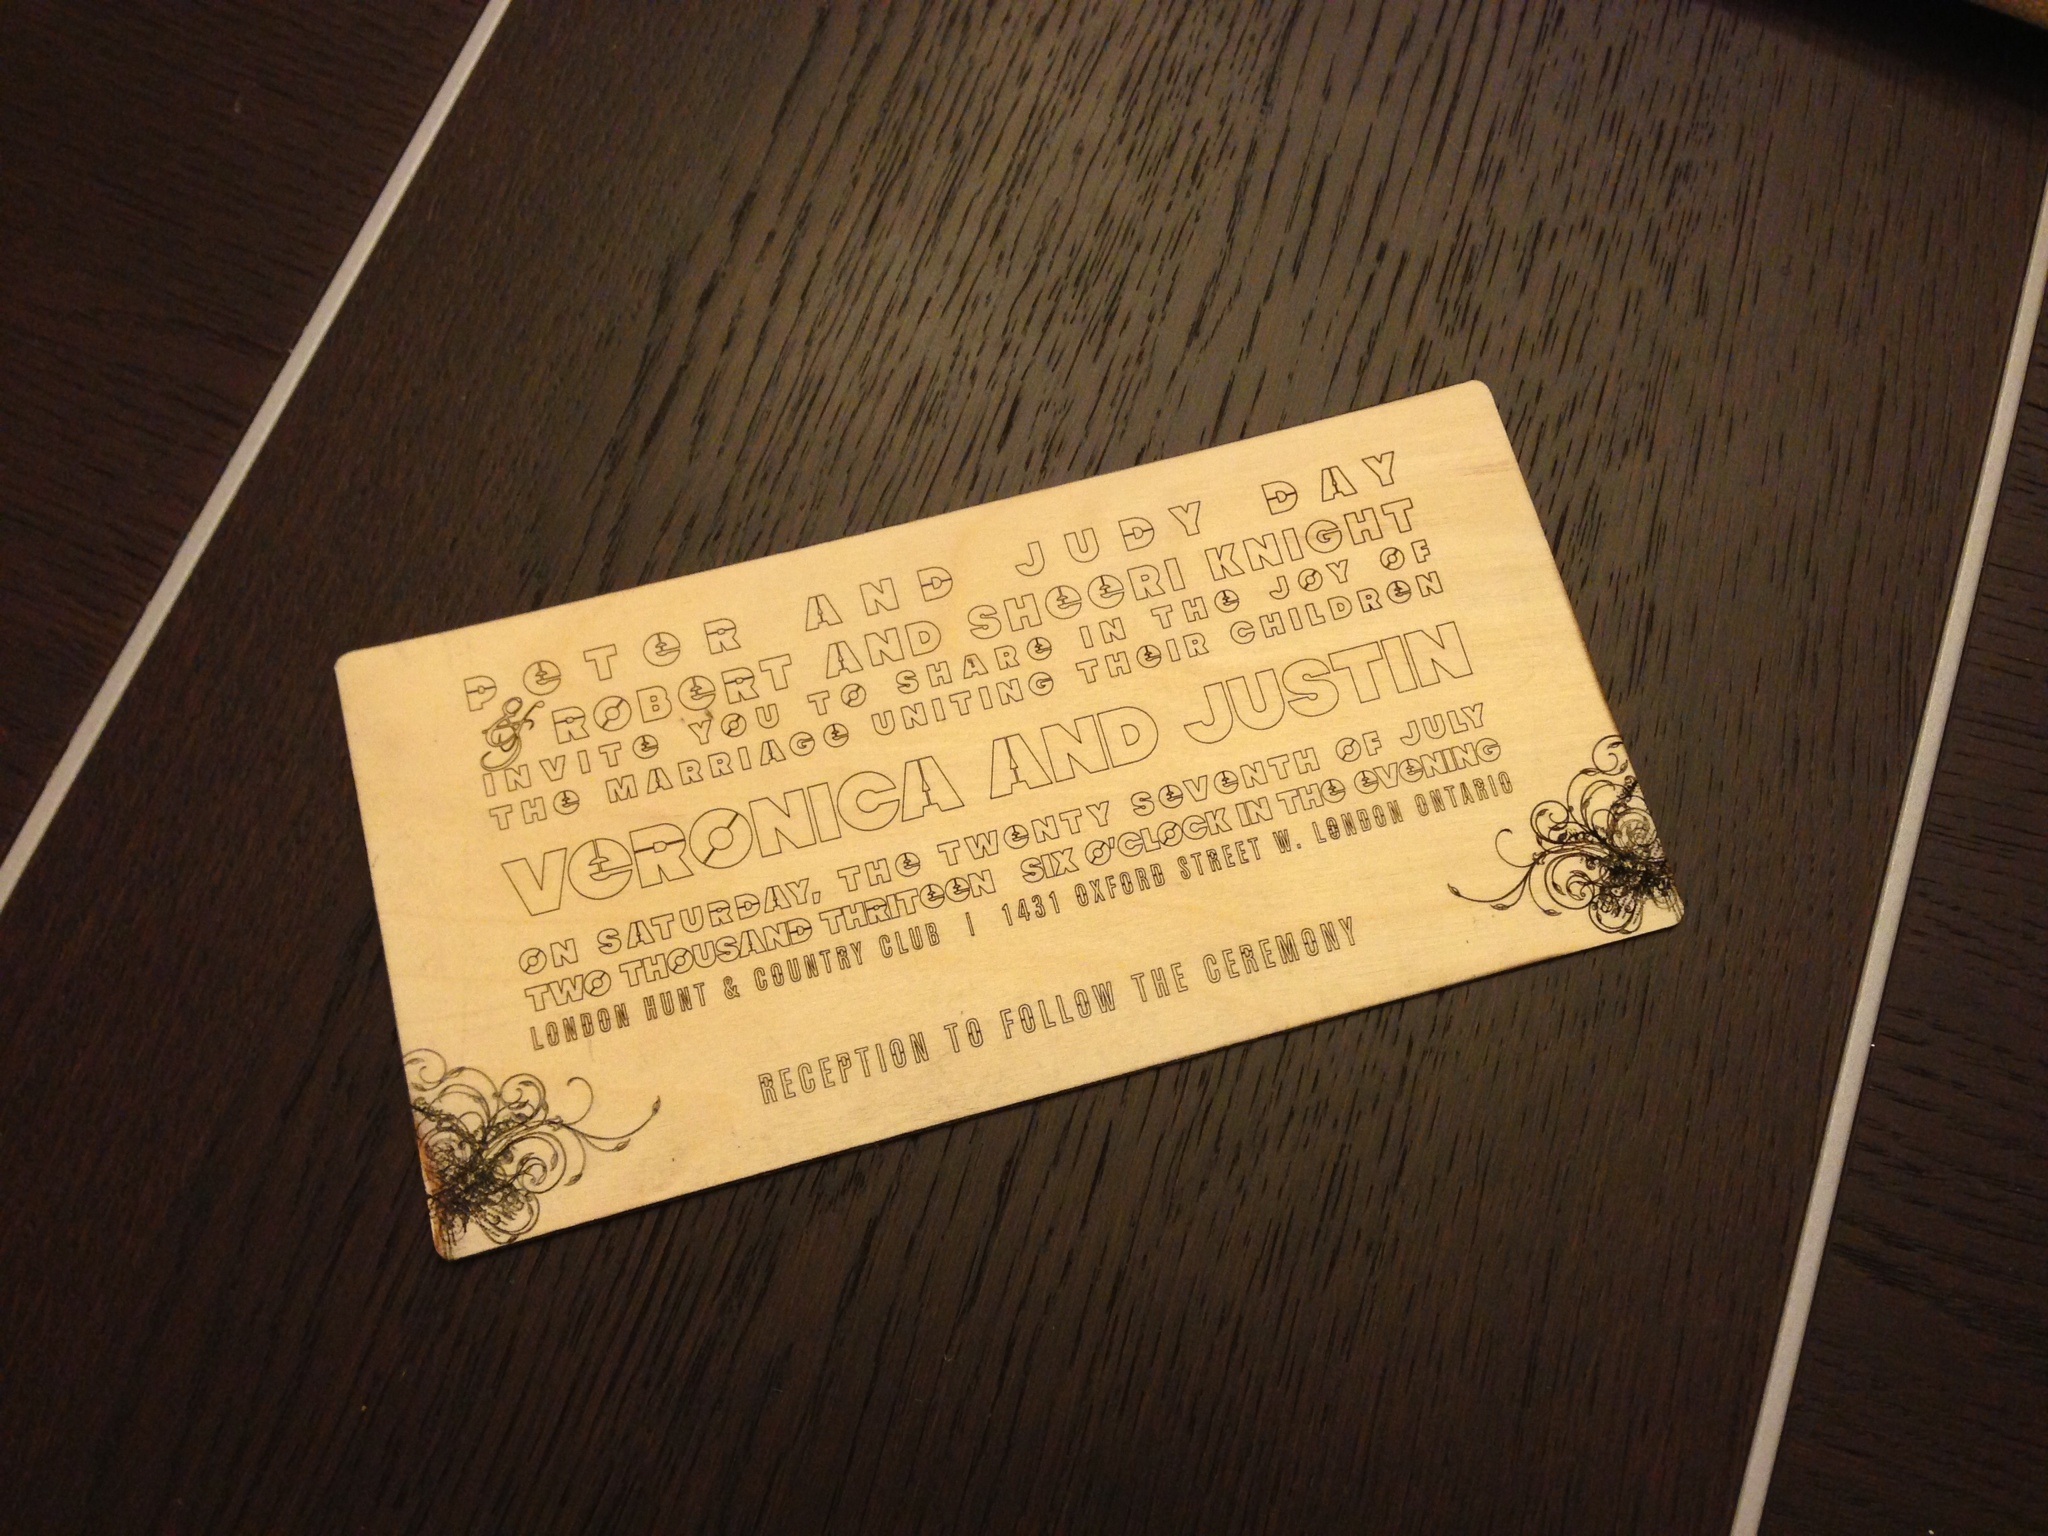 PETER AND JUDY DAY
& ROBERT AND SHEERI KNIGHT
INVITE YOU TO SHARE IN THE JOY OF
THE MARRIAGE UNITING THEIR CHILDREN
VERONICA AND JUSTIN
ON SATURDAY, THE TWENTY SEVENTH OF JULY
TWO THOUSAND THRITEEN SIX O'CLOCK IN THE EVENING
LONDON HUNT & COUNTRY CLUB | 1431 OXFORD STREET W. LONDON ONTARIO
RECEPTION TO FOLLOW THE CEREMONY